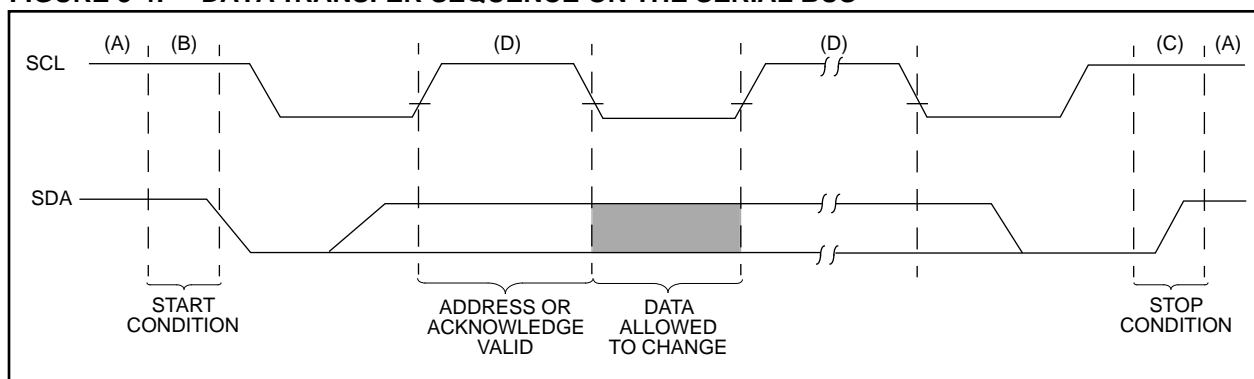 FIGURE 3-1: DATA TRANSFER SEQUENCE ON THE SERIAL BUS
(A) (B) (D) (D) (C) (A)
SCL
SDA
START
CONDITION
ADDRESS OR
ACKNOWLEDGE
VALID
DATA
ALLOWED
TO CHANGE
STOP
CONDITION